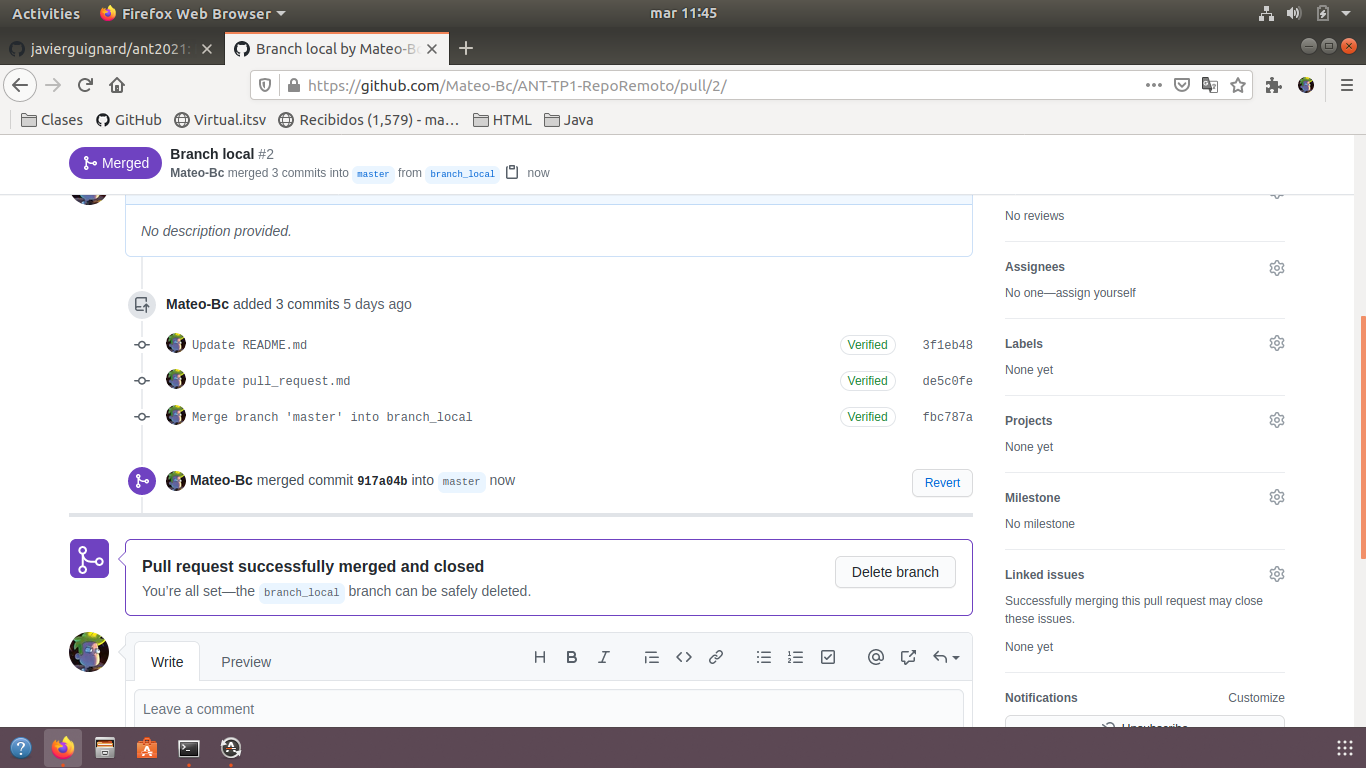 Activities Firefox Web Browser mar 11:45
javierguignard/ant2021 Branch local by Mateo-Bc
https://github.com/Mateo-Bc/ANT-TP1-RepoRemoto/pull/2/
Clases GitHub Virtual.itsv Recibidos (1,579) - ma… HTML Java
Merged Branch local #2
Mateo-Bc merged 3 commits into master from branch_local now
No description provided.
No reviews
Assignees
No one—assign yourself
Mateo-Bc added 3 commits 5 days ago
Update README.md Verified 3f1eb48
Labels
None yet
Update pull_request.md Verified de5c0fe
Merge branch 'master' into branch_local Verified fbc787a
Projects
None yet
Mateo-Bc merged commit 917a04b into master now Revert
Milestone
No milestone
Pull request successfully merged and closed
You're all set—the branch_local branch can be safely deleted.
Delete branch
Linked issues
Successfully merging this pull request may close
these issues.
None yet
Write Preview
Leave a comment
Notifications Customize
Unsubscribe